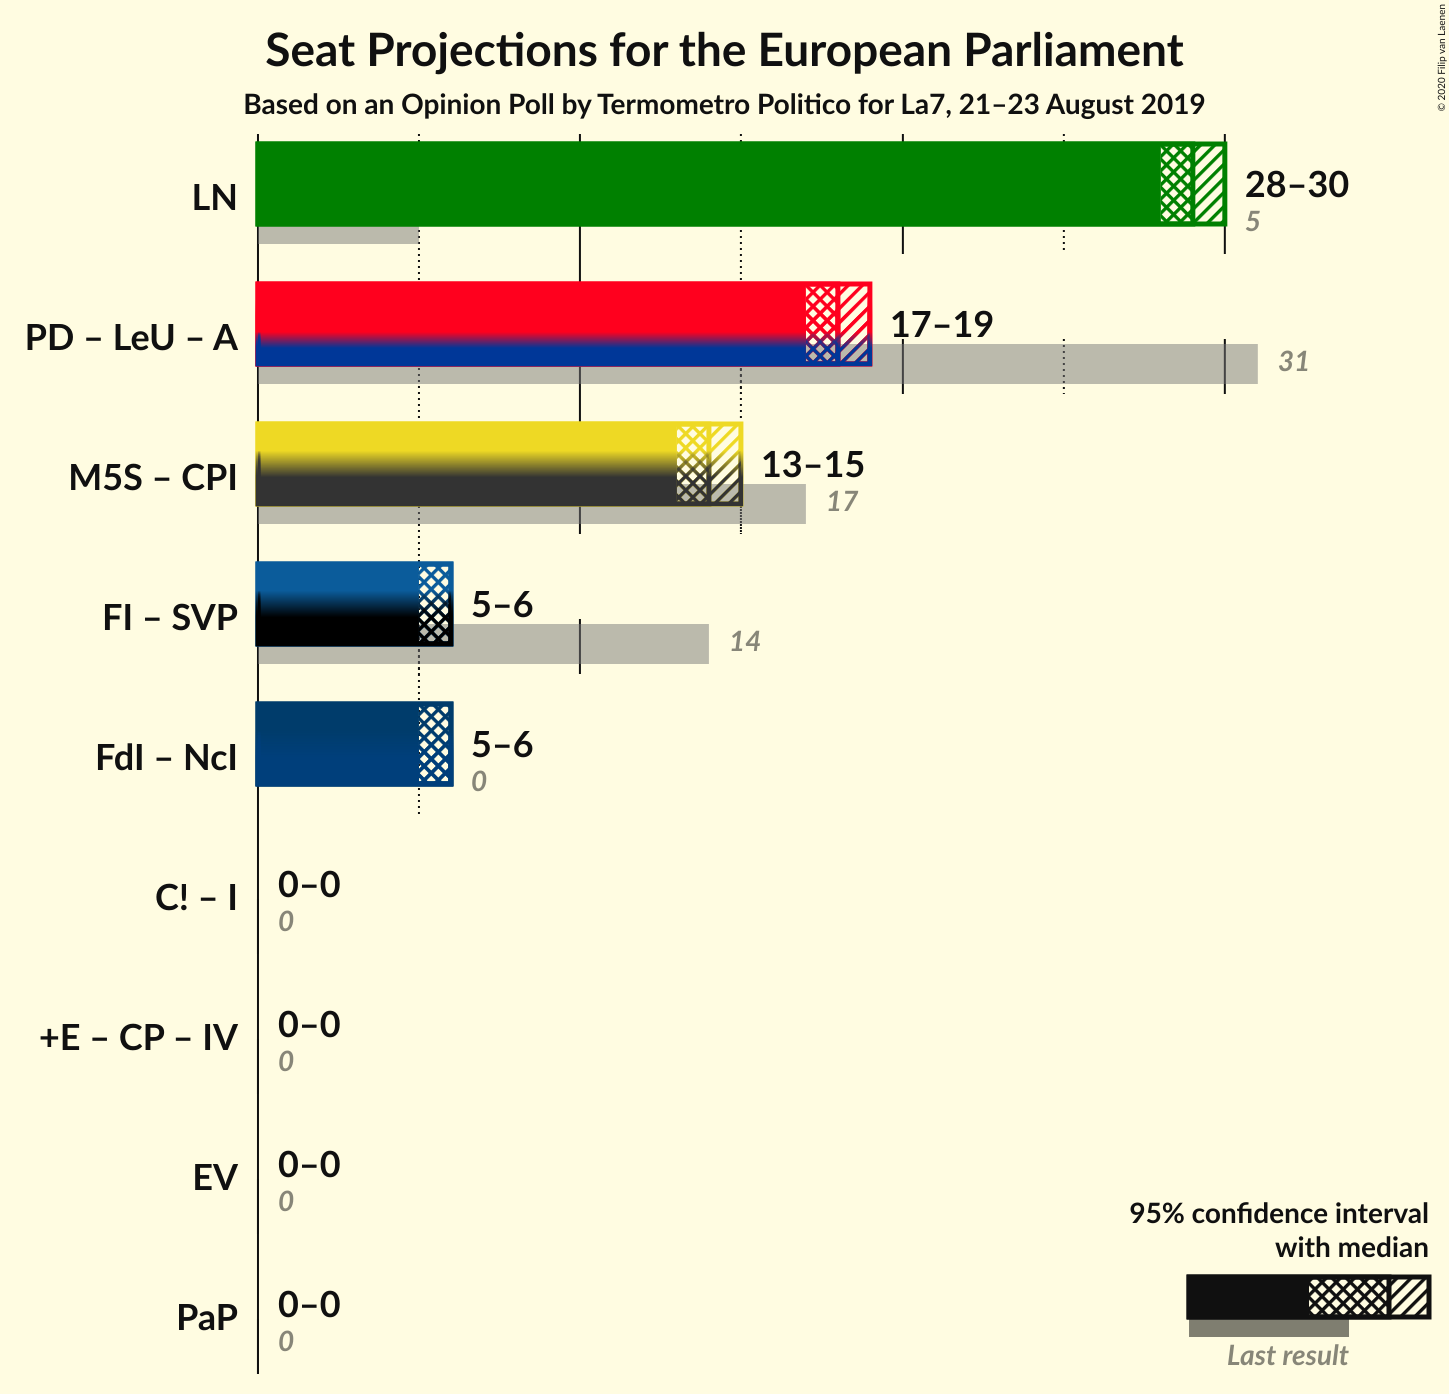 Seat Projections for the European Parliament
Based on an Opinion Poll by Termometro Politico for La7, 21–23 August 2019
© 2020 Filip van Laenen
LN
28–30
5
PD – LeU – A
17–19
31
M5S – CPI
13–15
17
FI – SVP
5–6
14
FdI – NcI
5–6
0
C! – I
0–0
0
+E – CP – IV
0–0
0
EV
0–0
0
PaP
0–0
0
95% confidence interval
with median
Last result